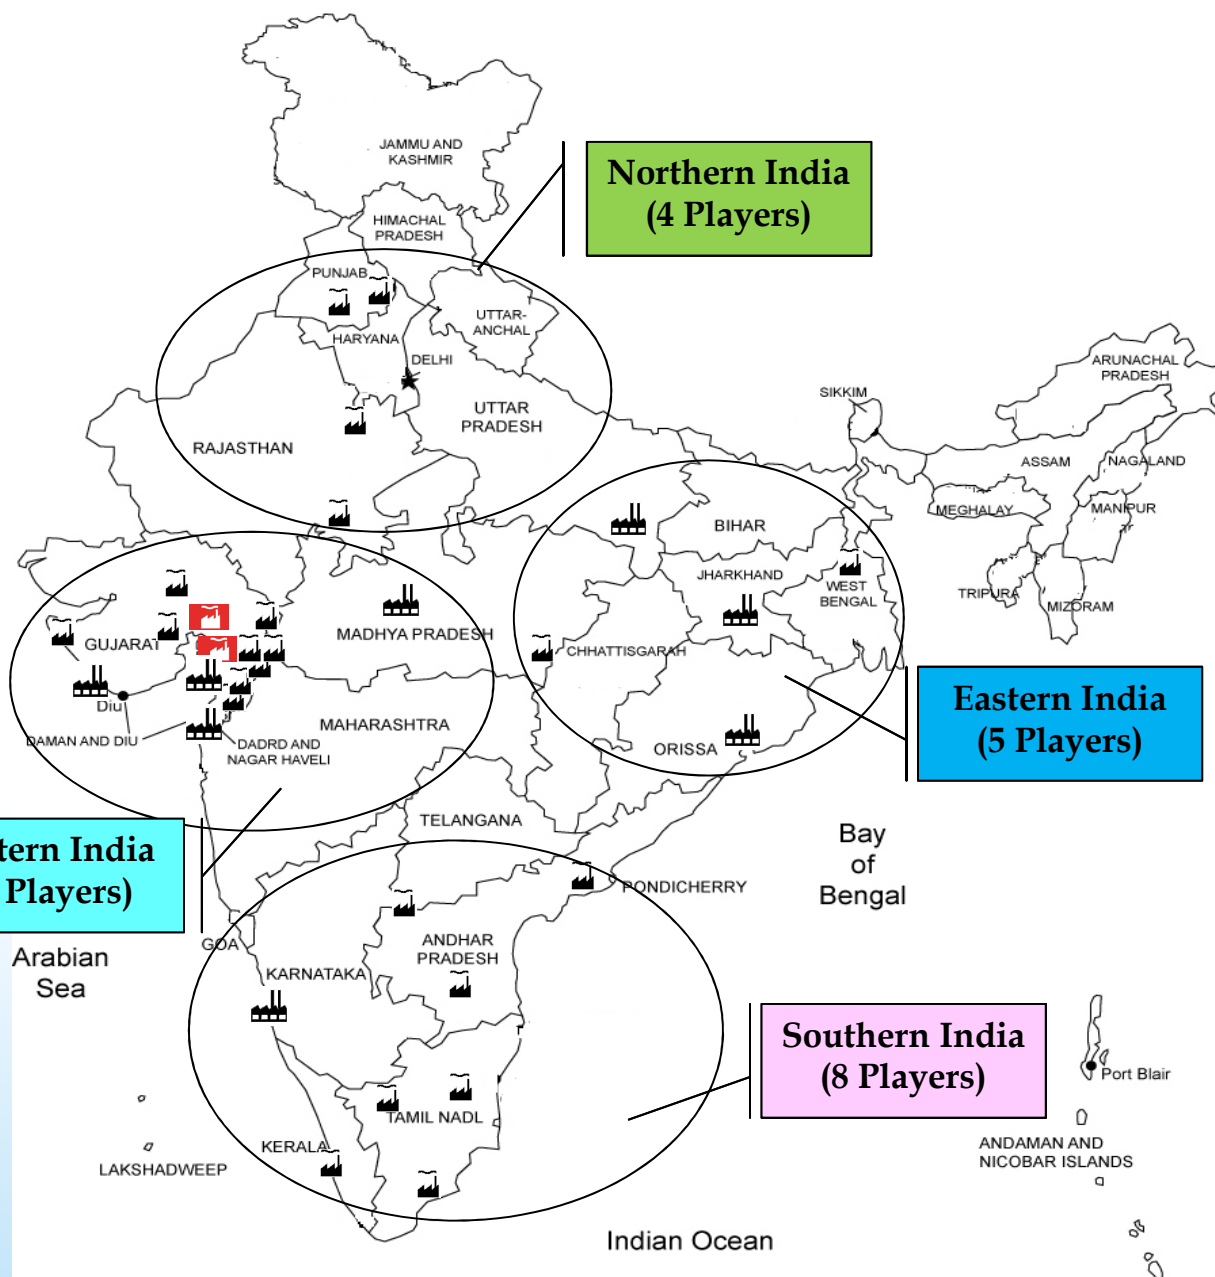 JAMMU AND
KASHMIR
Northern India
(4 Players)
HIMACHAL
PRADESH
PUNJAB
UTTAR-
ANCHAL
HARYANA
DELHI
ARUNACHAL
PRADESH
SIKKIM
UTTAR
PRADESH
RAJASTHAN
ASSAM
NAGALAND
MEGHALAY
MANIPUR
BIHAR
JHARKHAND
WEST
BENGAL
TRIPURA
MIZORAM
GUJARAT
MADHYA PRADESH
CHHATTISGARAH
Diu
Eastern India
(5 Players)
MAHARASHTRA
DAMAN AND DIU
DADRD AND
NAGAR HAVELI
ORISSA
TELANGANA
tern India
Players)
Bay
of
Bengal
PONDICHERRY
GOA
ANDHAR
PRADESH
Arabian
Sea
KARNATAKA
Southern India
(8 Players)
Port Blair
TAMIL NADL
KERALA
LAKSHADWEEP
ANDAMAN AND
NICOBAR ISLANDS
Indian Ocean